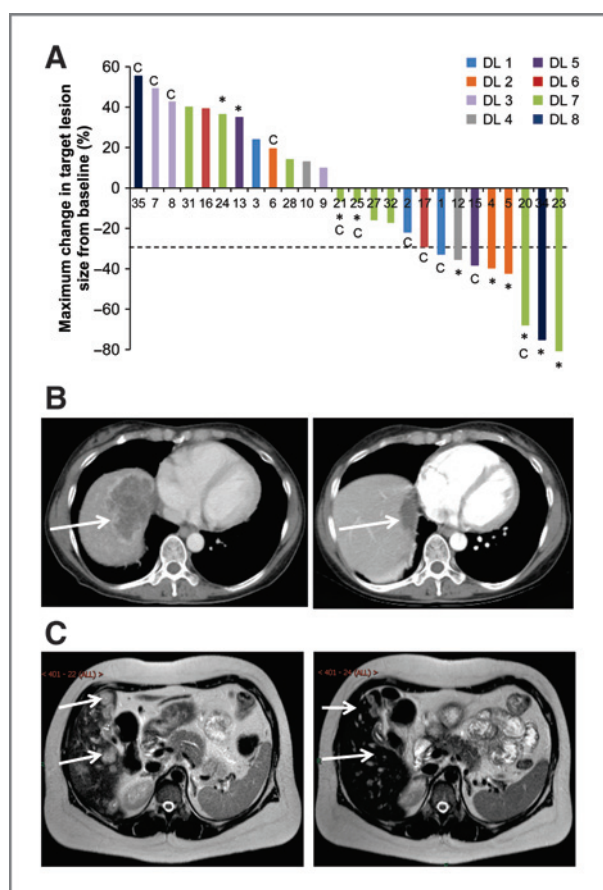 A
Maximum change in target lesion
size from baseline (%)
60
40
20
0
−20
−40
−60
−80
DL 1 DL 5
DL 2 DL 6
DL 3 DL 7
DL 4 DL 8
C C C * * C
35 7 8 31 16 24 13 3 6 28 10 9 21 25 27 32 2 17 1 12 15 4 5 20 34 23
* * C C C C C * C * * * C * *
B
C
< 401 - 22 (ALL) >
< 401 - 24 (ALL) >